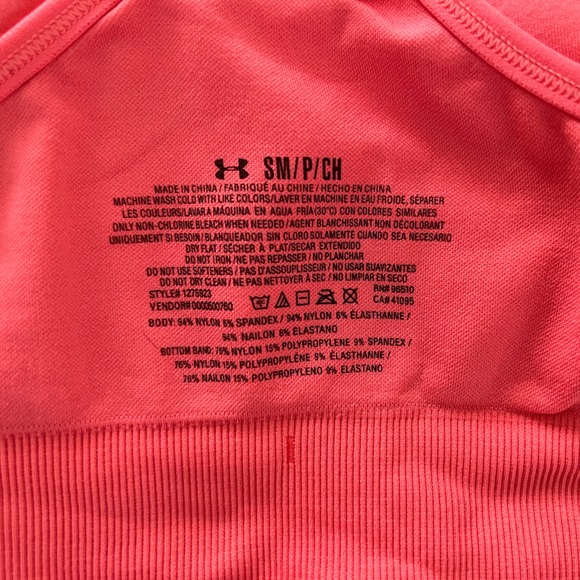 SM/P/CH
MADE IN CHINA / FABRIQUÉ AU CHINE / HECHO EN CHINA
MACHINE WASH COLD WITH LIKE COLORS/LAVER EN MACHINE EN EAU FROIDE, SÉPARER
LES COULEURS/LAVAR A MÁQUINA EN AGUA FRÍA (30°C) CON COLORES SIMILARES
ONLY NON-CHLORINE BLEACH WHEN NEEDED / AGENT BLANCHISSANT NON DÉCOLORANT
UNIQUEMENT SI BESOIN / BLANQUEADOR SIN CLORO SOLAMENTE CUANDO SEA NECESARIO
DRY FLAT / SÉCHER À PLAT/SECAR EXTENDIDO
DO NOT IRON / NE PAS REPASSER / NO PLANCHAR
DO NOT USE SOFTENERS / PAS D'ASSOUPLISSEUR / NO USAR SUAVIZANTES
DO NOT DRY CLEAN / NE PAS NETTOYER À SEC / NO LIMPIER EN SECO
STYLE# 1275923 RN# 96510
VENDOR#0000500760 CA# 41095
BODY: 94% NYLON 6% SPANDEX / 94% NYLON 6% ÉLASTHANNE /
94% NAILON 6% ELASTANO
BOTTOM BAND: 76% NYLON 15% POLYPROPYLENE 9% SPANDEX /
76% NYLON 15% POLYPROPYLÈNE 9% ÉLASTHANNE /
76% NAILON 15% POLYPROPYLENO 9% ELASTANO